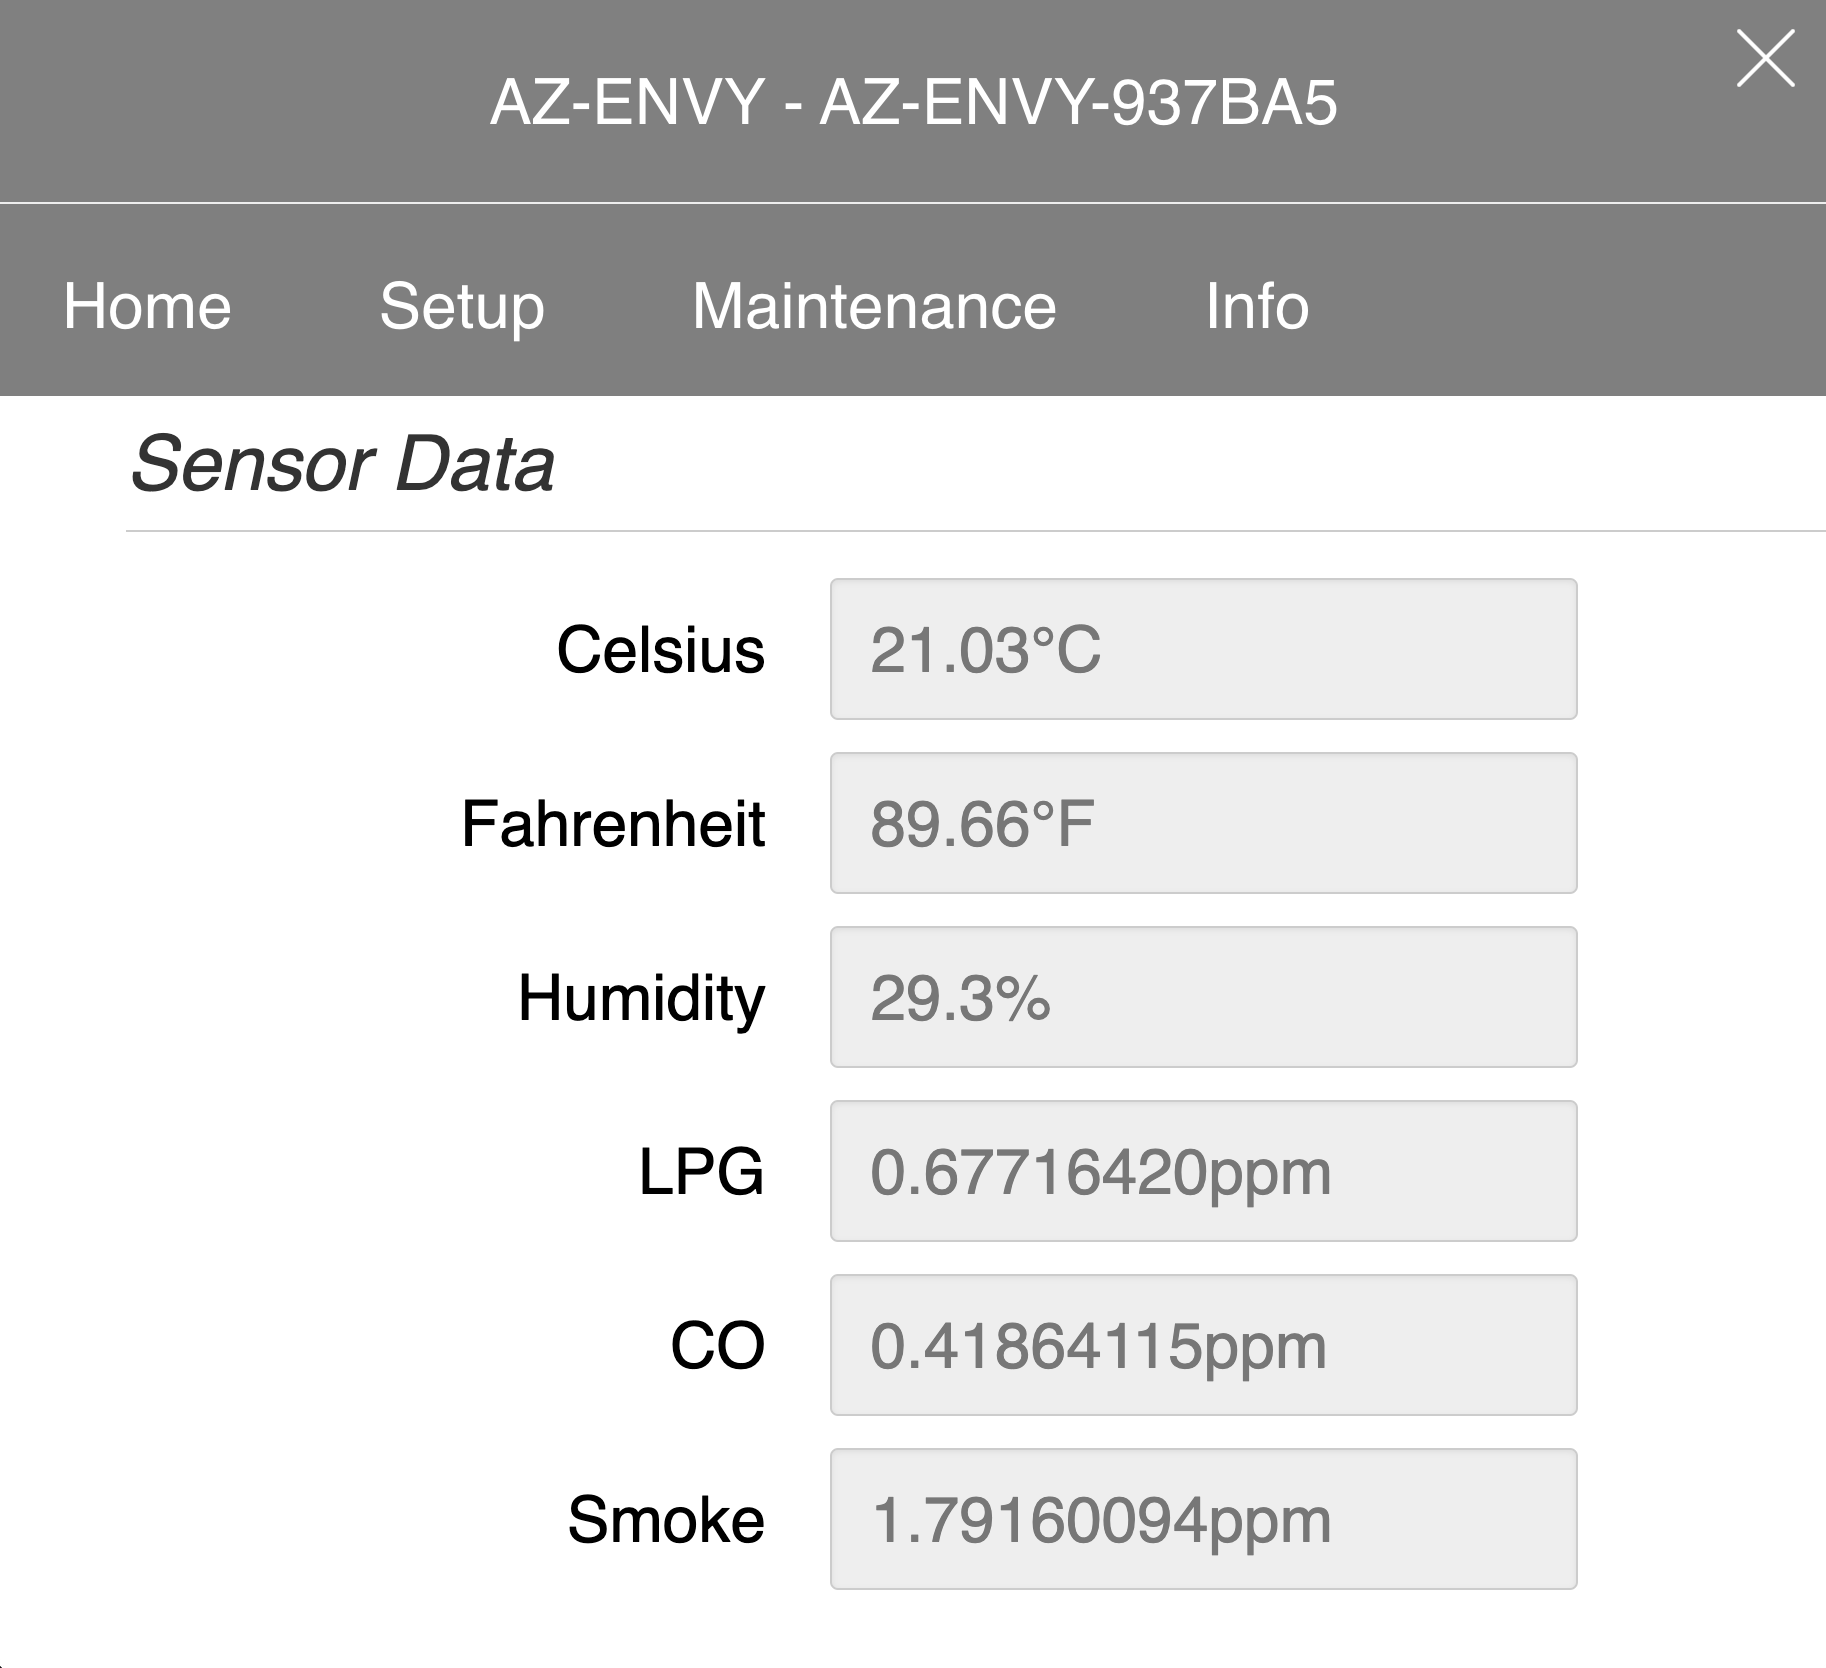 AZ-ENVY - AZ-ENVY-937BA5
Home Setup Maintenance Info
Sensor Data
Celsius 21.03°C
Fahrenheit 89.66°F
Humidity 29.3%
LPG 0.67716420ppm
CO 0.41864115ppm
Smoke 1.79160094ppm